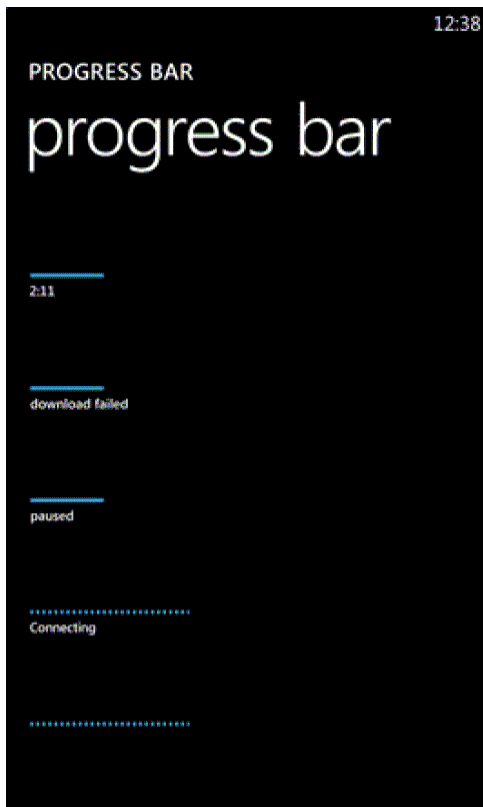 12:38
PROGRESS BAR
progress bar
2:11
download failed
paused
Connecting